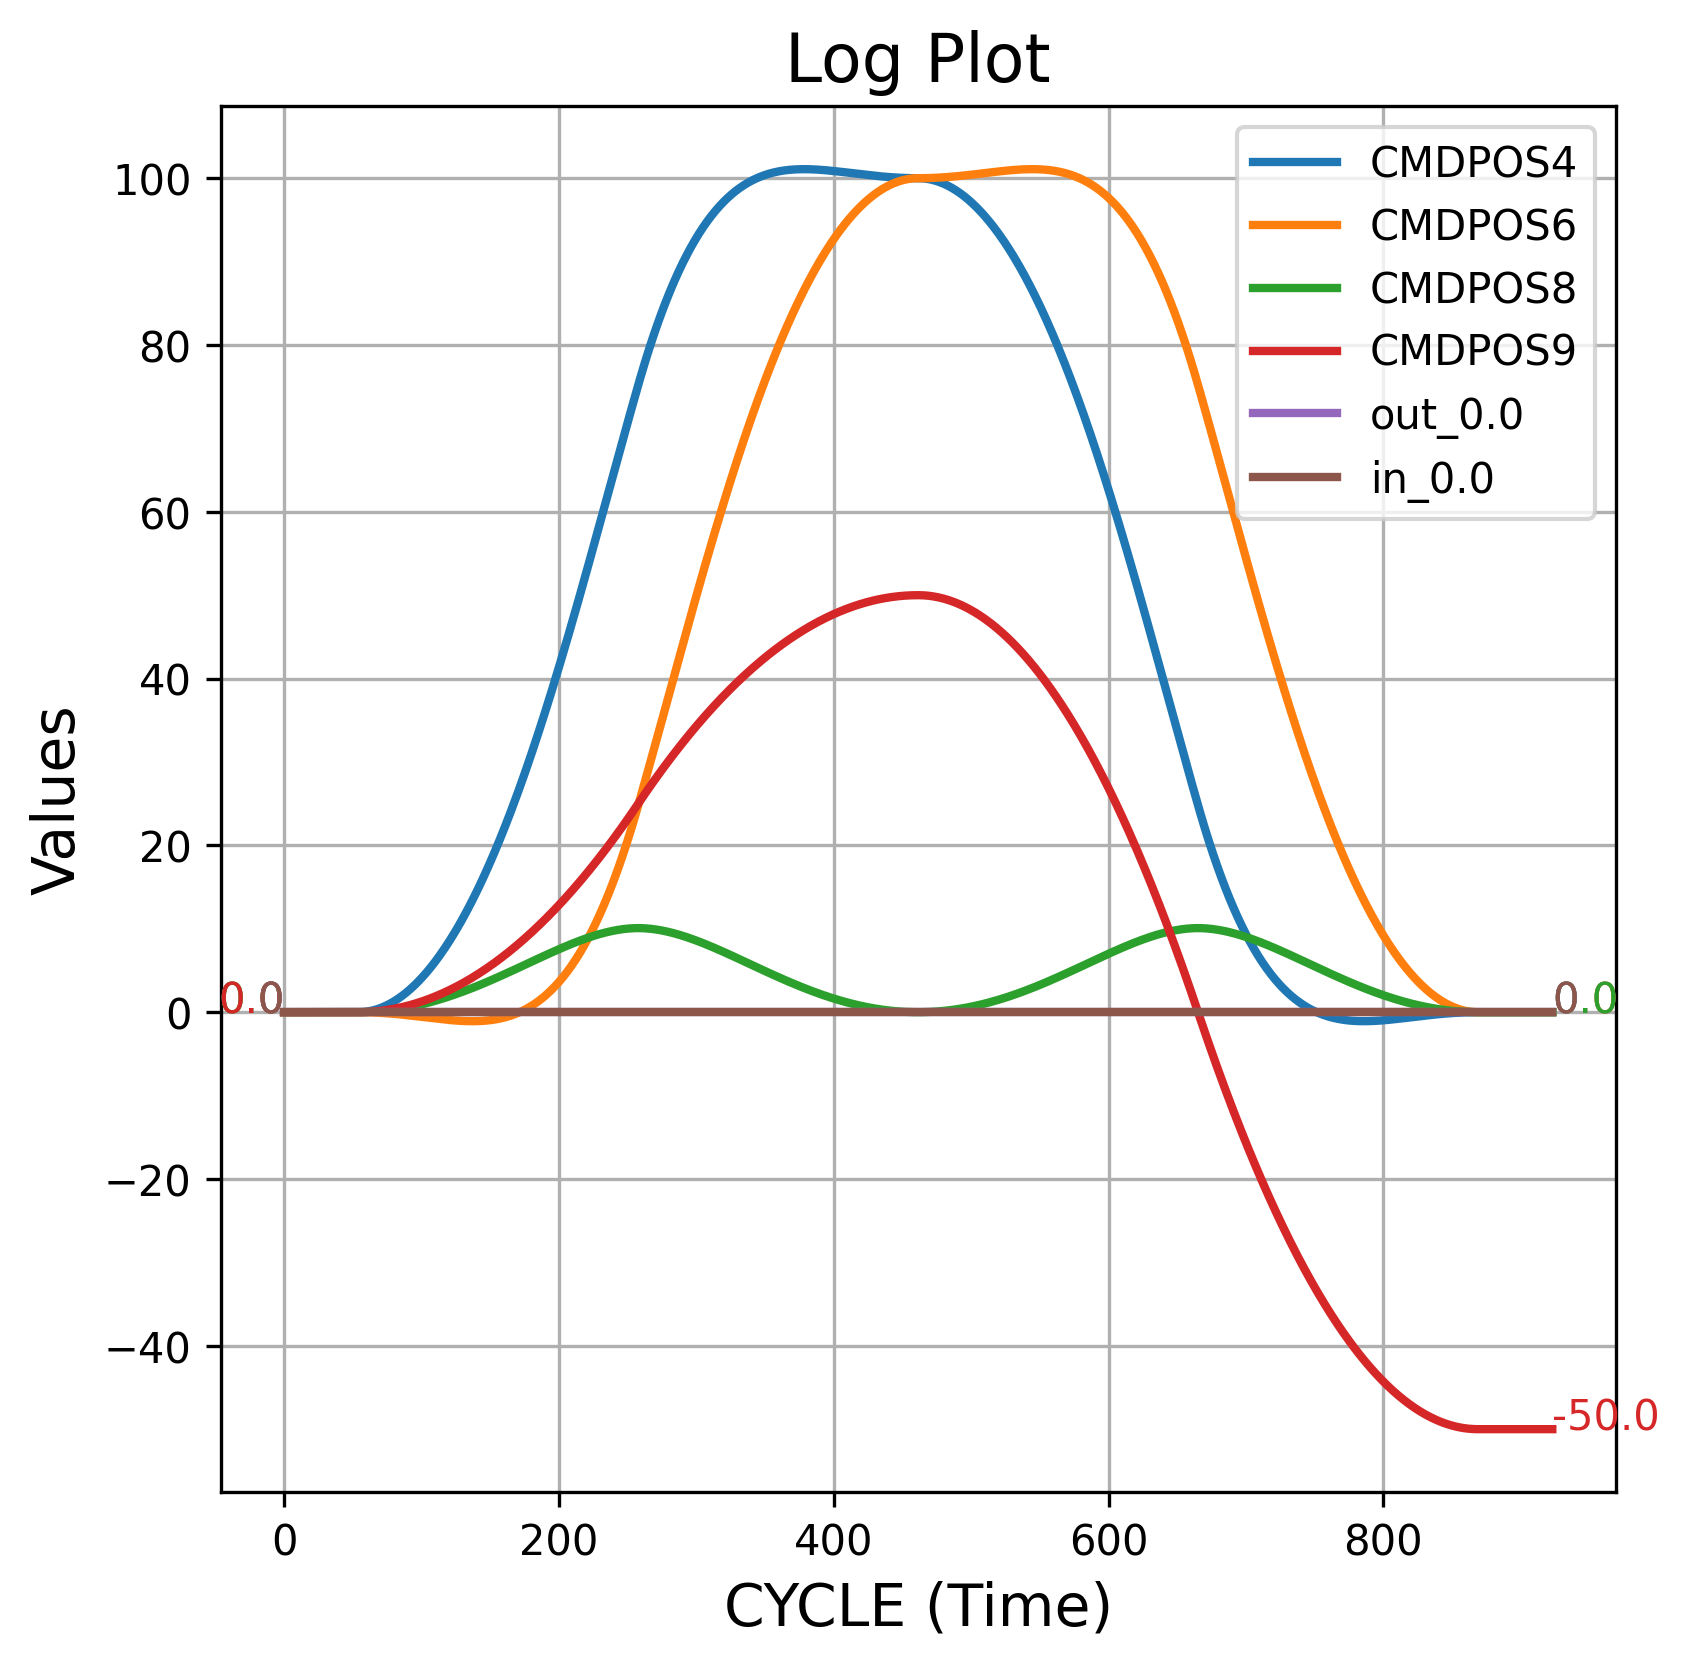 Log Plot
CMDPOS4
CMDPOS6
CMDPOS8
CMDPOS9
out_0.0
in_0.0
100
80
60
40
20
0
−20
−40
Values
0.0
0.0
-50.0
0
200
400
600
800
CYCLE (Time)